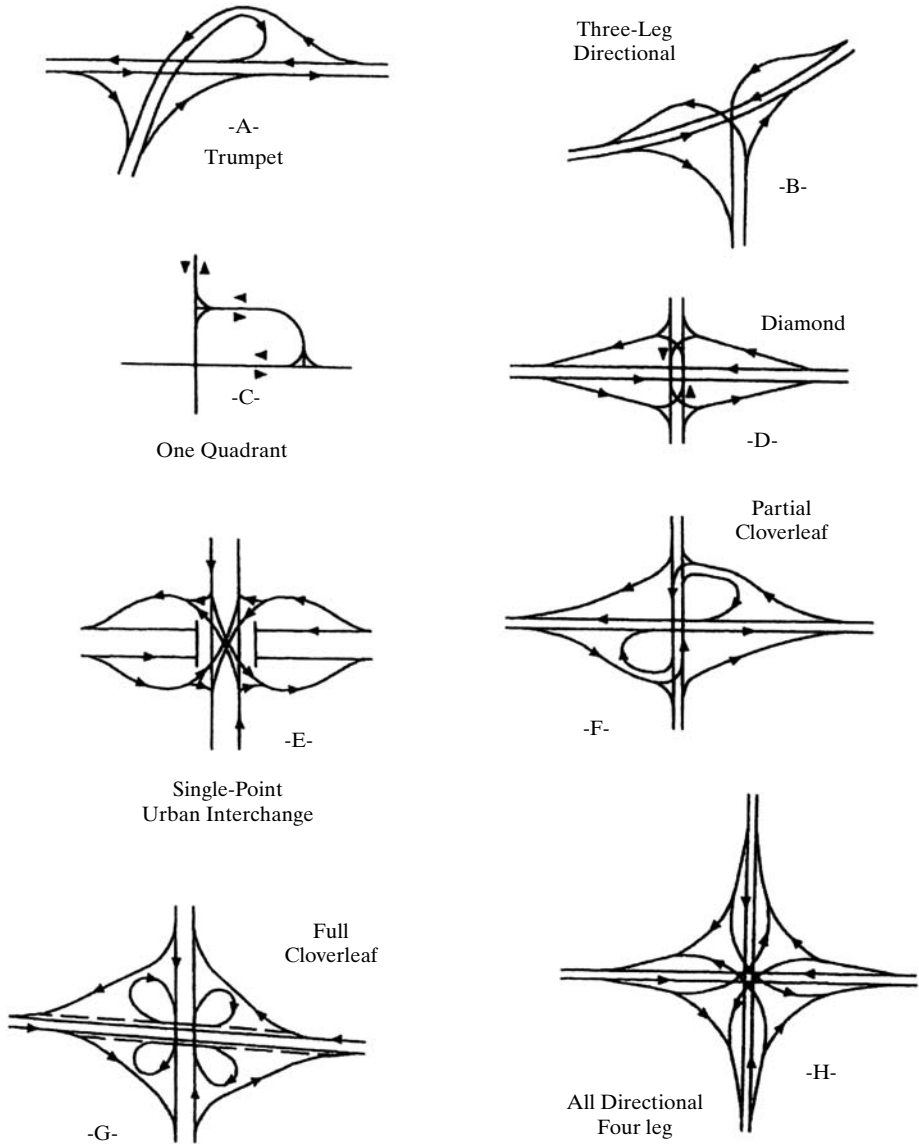 -A-
Trumpet
Three-Leg
Directional
-B-
-C-
One Quadrant
Diamond
-D-
-E-
Single-Point
Urban Interchange
Partial
Cloverleaf
-F-
Full
Cloverleaf
-G-
-H-
All Directional
Four leg